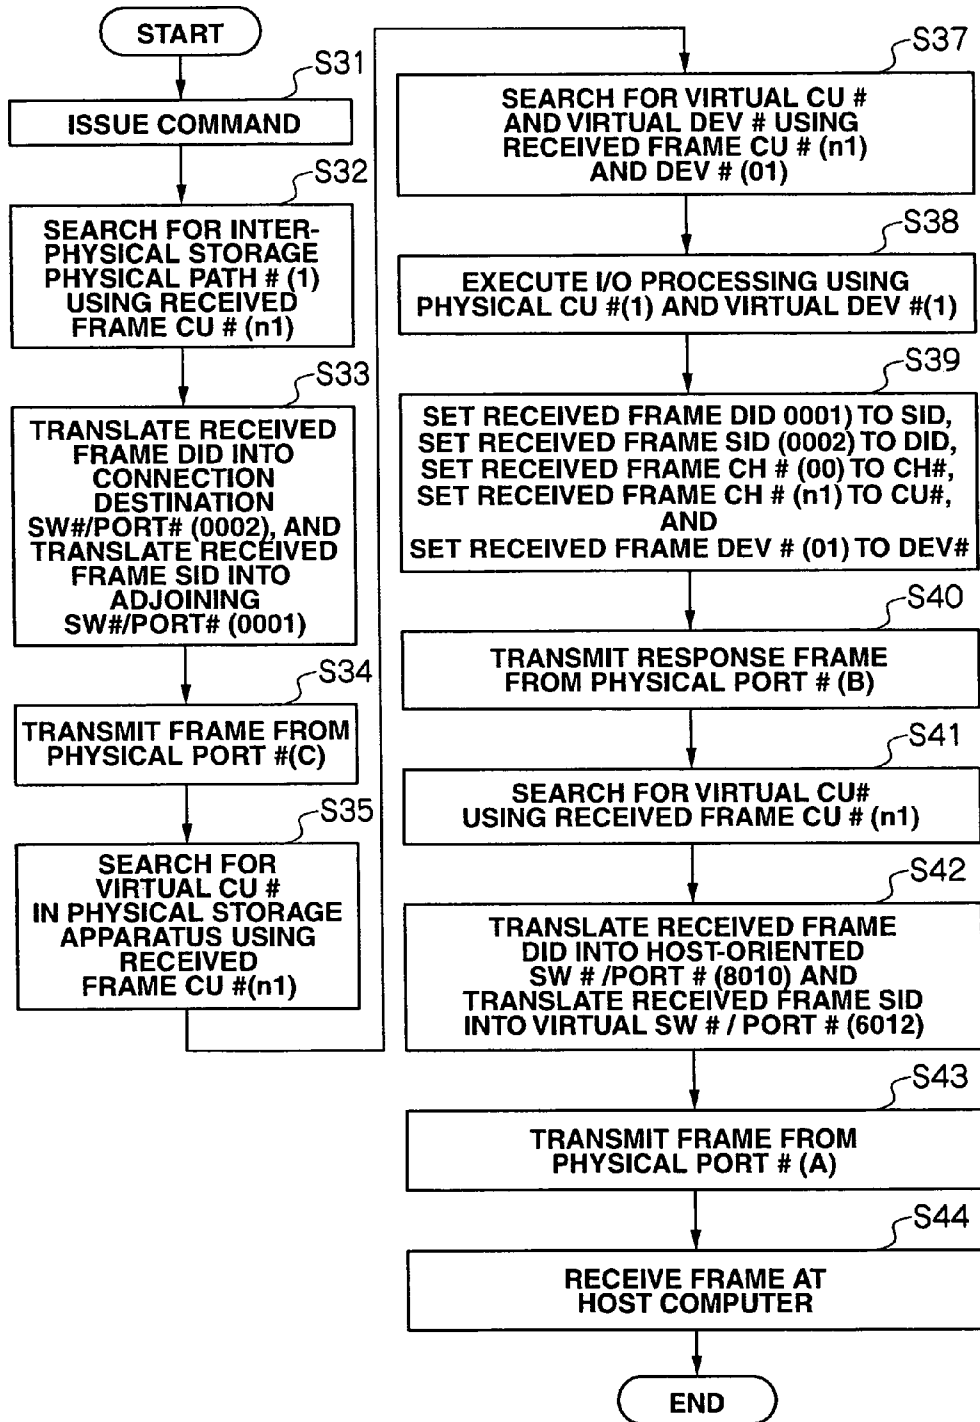 START
S31
ISSUE COMMAND
S32
SEARCH FOR INTER-
PHYSICAL STORAGE
PHYSICAL PATH # (1)
USING RECEIVED
FRAME CU # (n1)
S33
TRANSLATE RECEIVED
FRAME DID INTO
CONNECTION
DESTINATION
SW#/PORT# (0002), AND
TRANSLATE RECEIVED
FRAME SID INTO
ADJOINING
SW#/PORT# (0001)
S34
TRANSMIT FRAME FROM
PHYSICAL PORT #(C)
S35
SEARCH FOR
VIRTUAL CU #
IN PHYSICAL STORAGE
APPARATUS USING
RECEIVED
FRAME CU #(n1)
S37
SEARCH FOR VIRTUAL CU #
AND VIRTUAL DEV # USING
RECEIVED FRAME CU # (n1)
AND DEV # (01)
S38
EXECUTE I/O PROCESSING USING
PHYSICAL CU #(1) AND VIRTUAL DEV #(1)
S39
SET RECEIVED FRAME DID 0001) TO SID,
SET RECEIVED FRAME SID (0002) TO DID,
SET RECEIVED FRAME CH # (00) TO CH#,
SET RECEIVED FRAME CH # (n1) TO CU#,
AND
SET RECEIVED FRAME DEV # (01) TO DEV#
S40
TRANSMIT RESPONSE FRAME
FROM PHYSICAL PORT # (B)
S41
SEARCH FOR VIRTUAL CU#
USING RECEIVED FRAME CU # (n1)
S42
TRANSLATE RECEIVED FRAME
DID INTO HOST-ORIENTED
SW # /PORT # (8010) AND
TRANSLATE RECEIVED FRAME SID
INTO VIRTUAL SW # / PORT # (6012)
S43
TRANSMIT FRAME FROM
PHYSICAL PORT # (A)
S44
RECEIVE FRAME AT
HOST COMPUTER
END